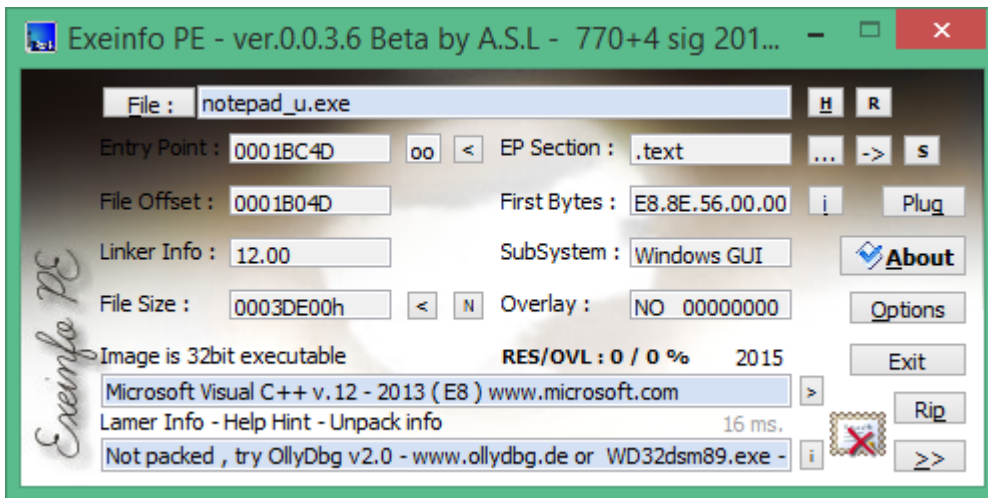 Exeinfo PE - ver.0.0.3.6 Beta by A.S.L - 770+4 sig 201...
File : notepad_u.exe H R
Entry Point : 0001BC4D oo < EP Section : .text ... -> S
File Offset : 0001B04D First Bytes : E8.8E.56.00.00 i Plug
Linker Info : 12.00 SubSystem : Windows GUI About
File Size : 0003DE00h < N Overlay : NO 00000000 Options
Image is 32bit executable RES/OVL : 0 / 0 % 2015 Exit
Microsoft Visual C++ v.12 - 2013 ( E8 ) www.microsoft.com >
Lamer Info - Help Hint - Unpack info 16 ms. Rip
Not packed , try OllyDbg v2.0 - www.ollydbg.de or WD32dsm89.exe - i >>
Exeinfo PE